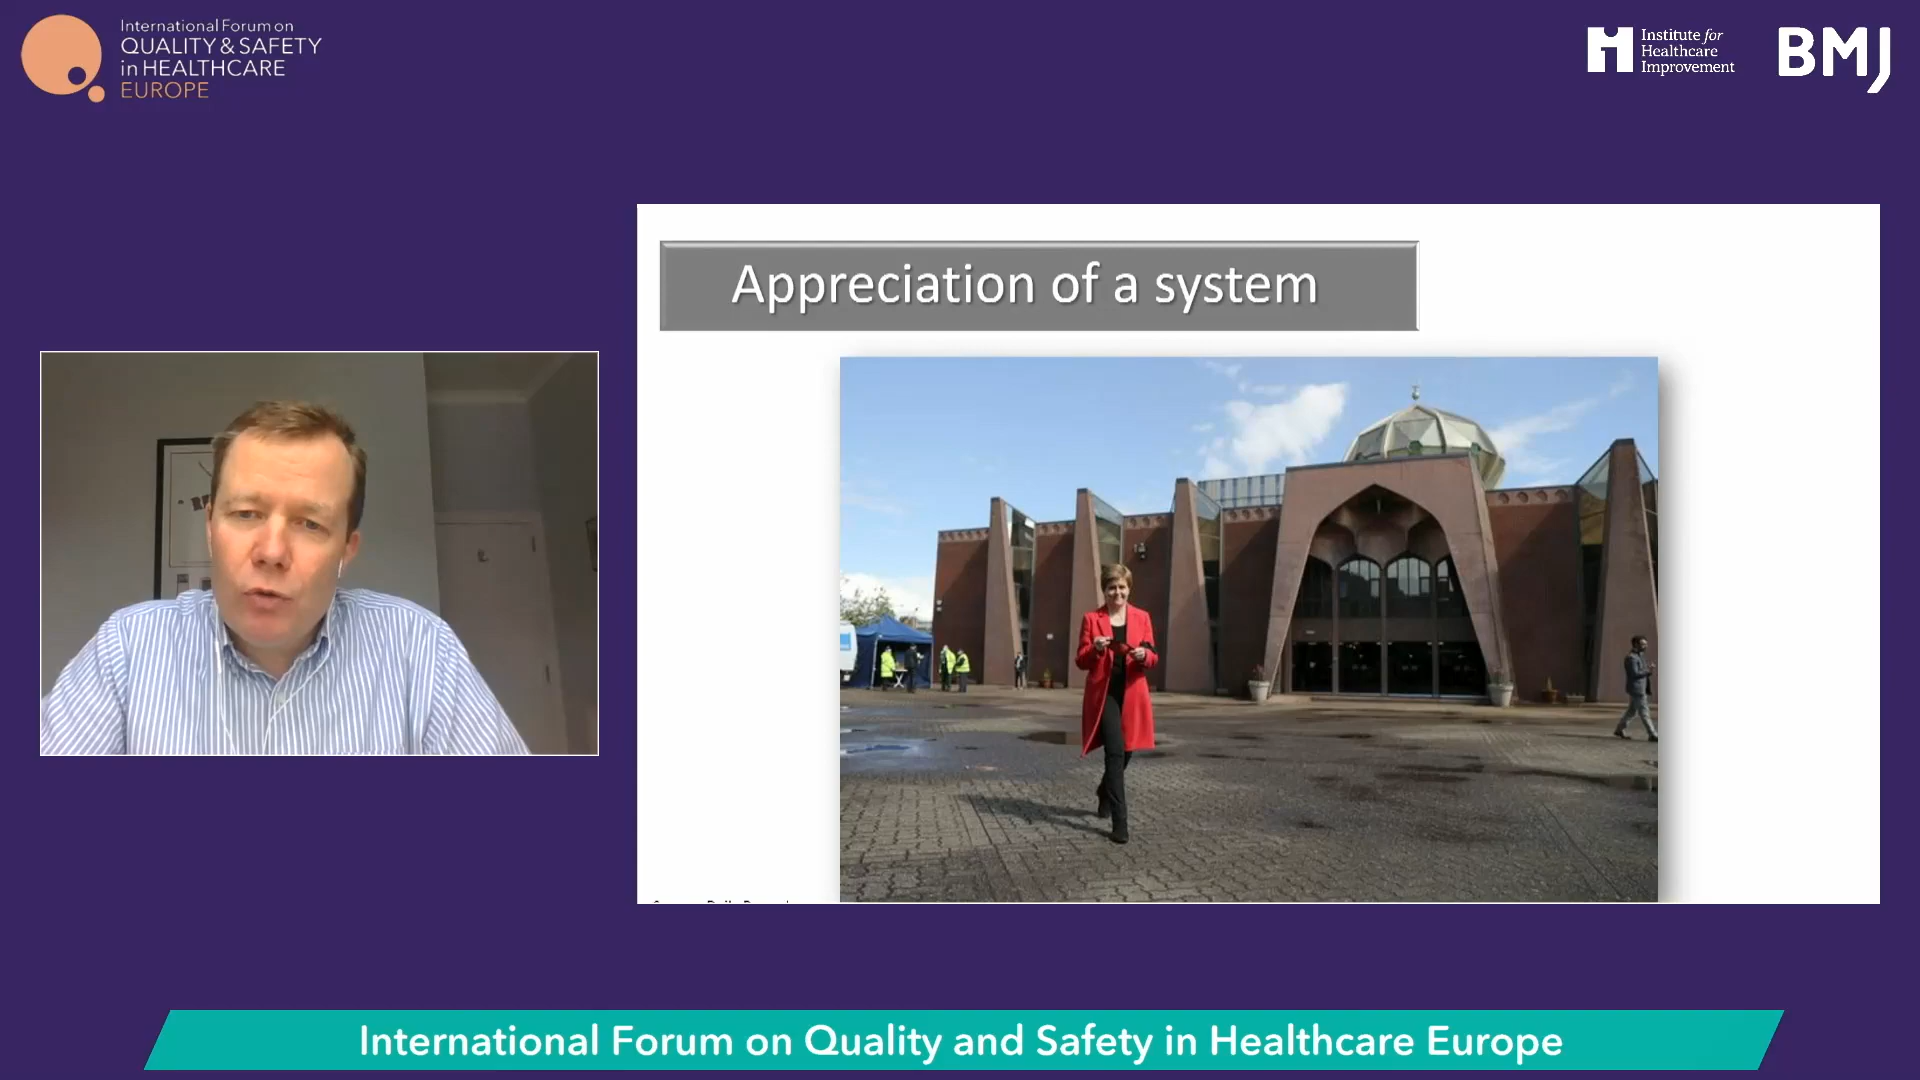 International Forum on
QUALITY & SAFETY
in HEALTHCARE
EUROPE
Institute for
Healthcare
Improvement
BMJ
Appreciation of a system
International Forum on Quality and Safety in Healthcare Europe